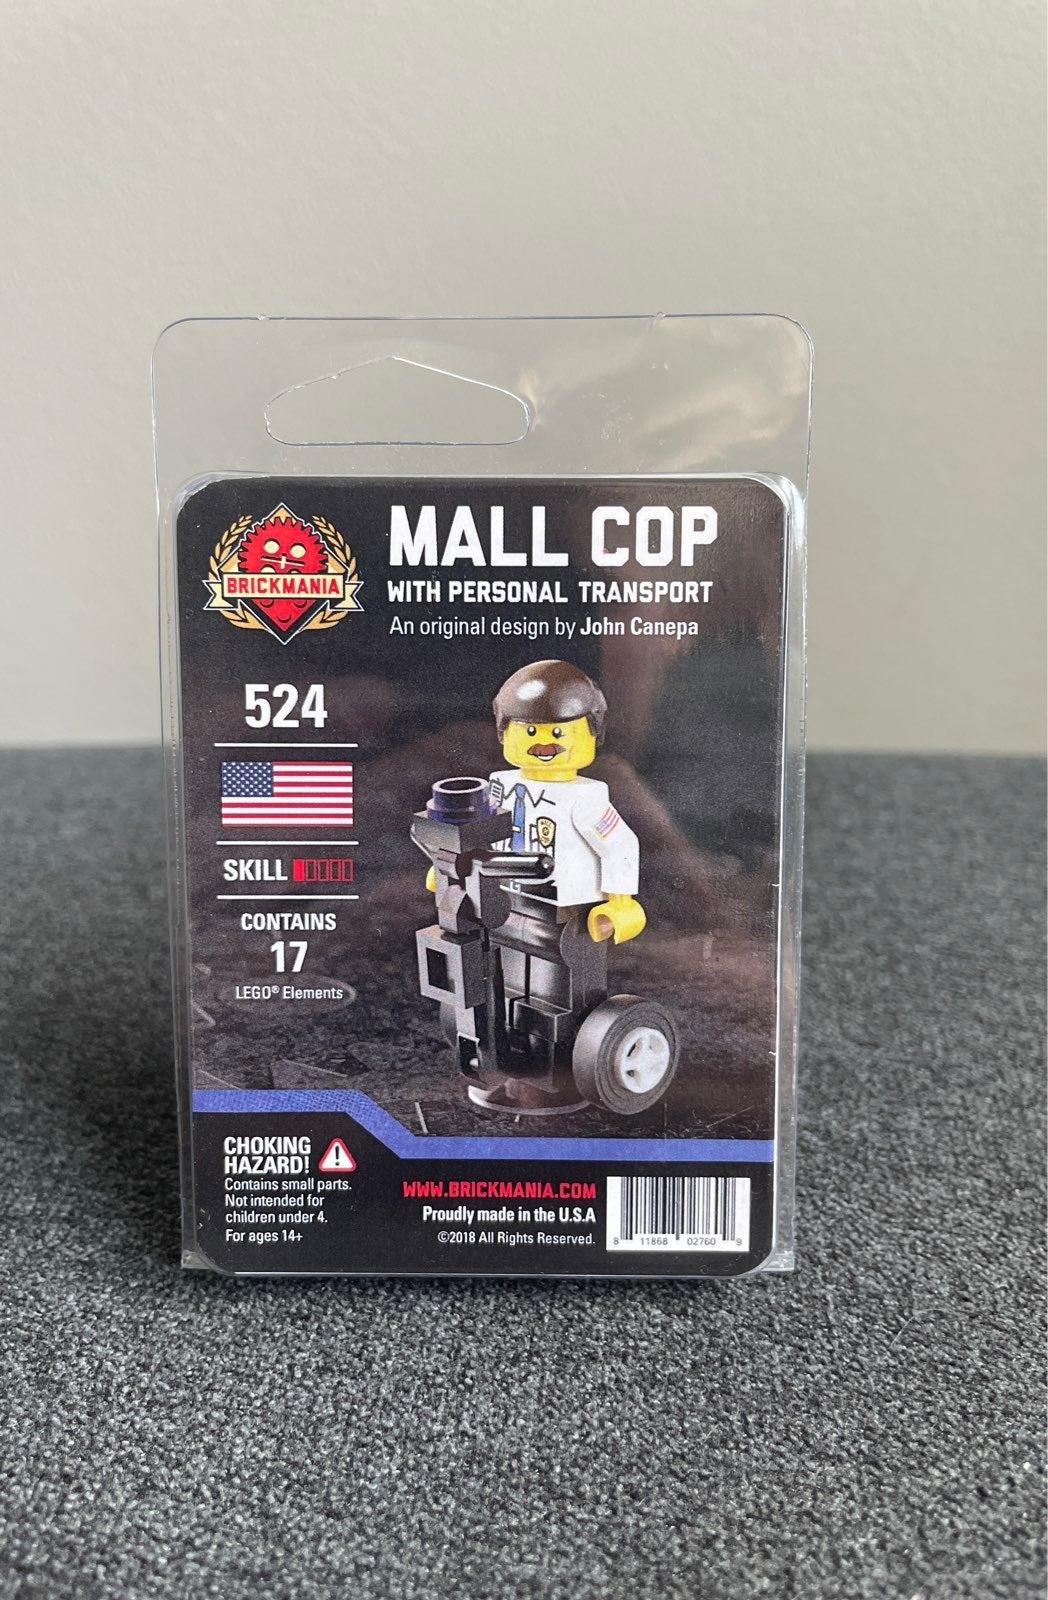 BRICKMANIA
MALL COP
WITH PERSONAL TRANSPORT
An original design by John Canepa
524
SKILL
CONTAINS
17
LEGO® Elements
CHOKING
HAZARD!
Contains small parts.
Not intended for
children under 4.
For ages 14+
WWW.BRICKMANIA.COM
Proudly made in the U.S.A
©2018 All Rights Reserved.
8 11868 02760 9